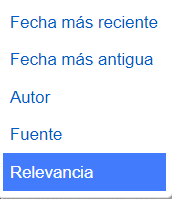 Fecha más reciente
Fecha más antigua
Autor
Fuente
Relevancia